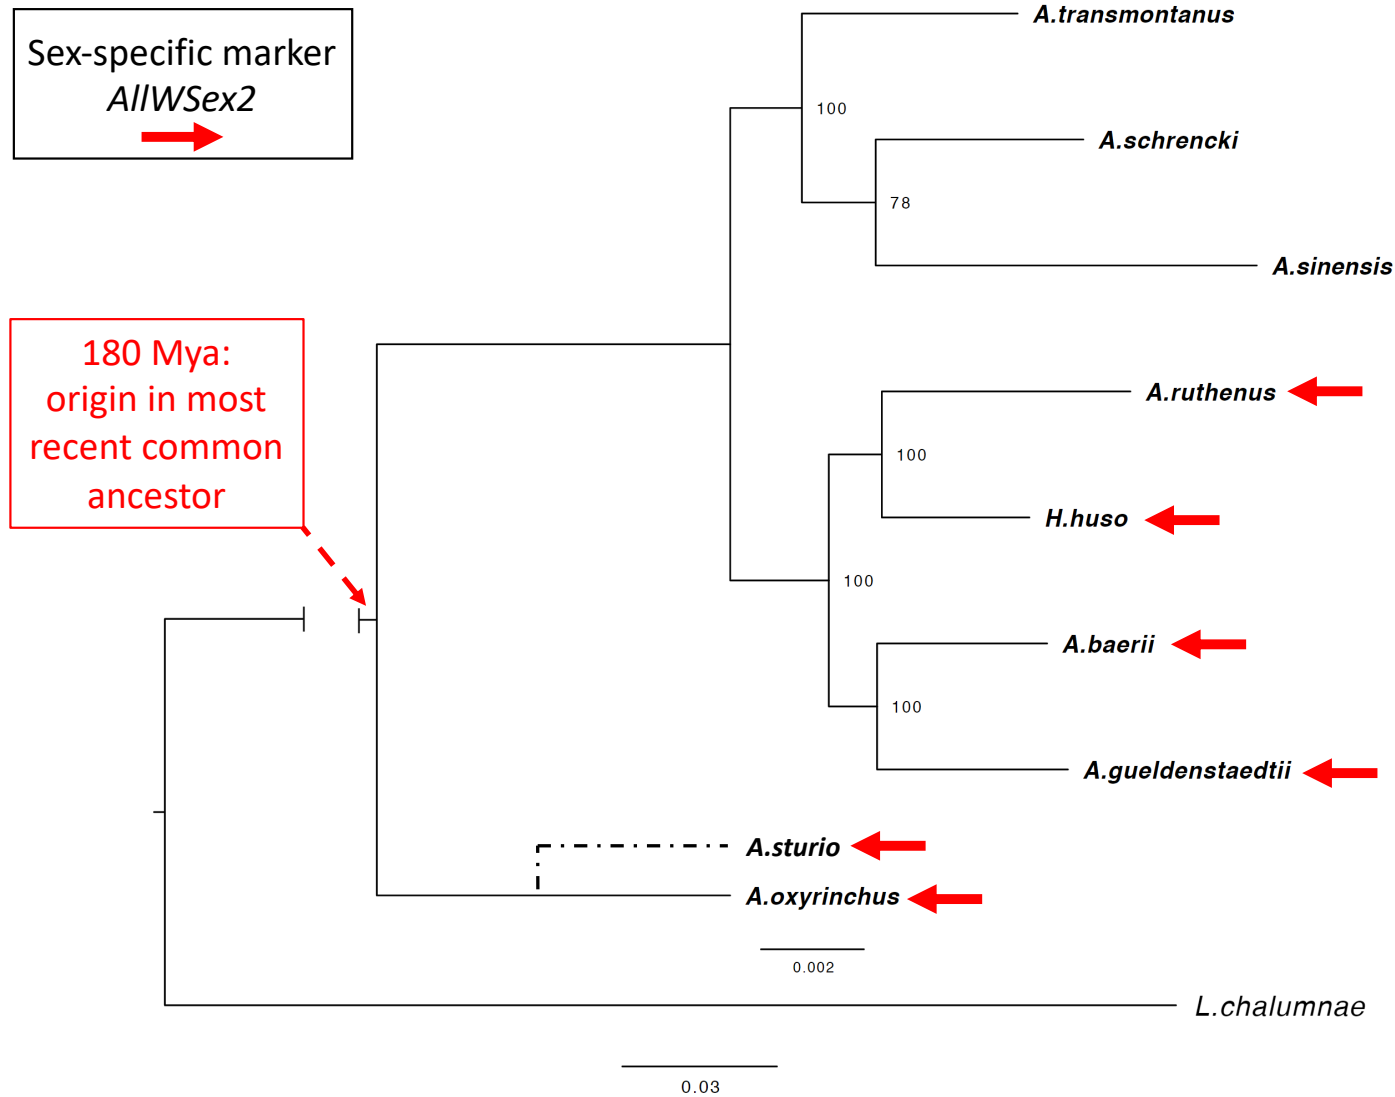 Sex-specific marker
AllWSex2
A.transmontanus
100
A.schrencki
78
A.sinensis
180 Mya:
origin in most
recent common
ancestor
A.ruthenus
100
H.huso
100
A.baerii
100
A.gueldenstaedtii
A.sturio
A.oxyrinchus
0.002
L.chalumnae
0.03